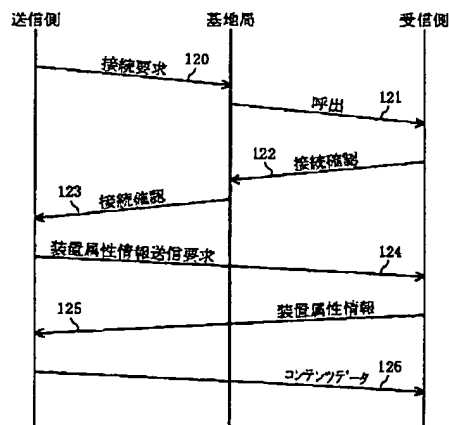 送信側
基地局
受信側
接続要求
120
呼出
121
122
接続確認
123
接続確認
装置属性情報送信要求
124
125
装置属性情報
コンテンツデータ
126